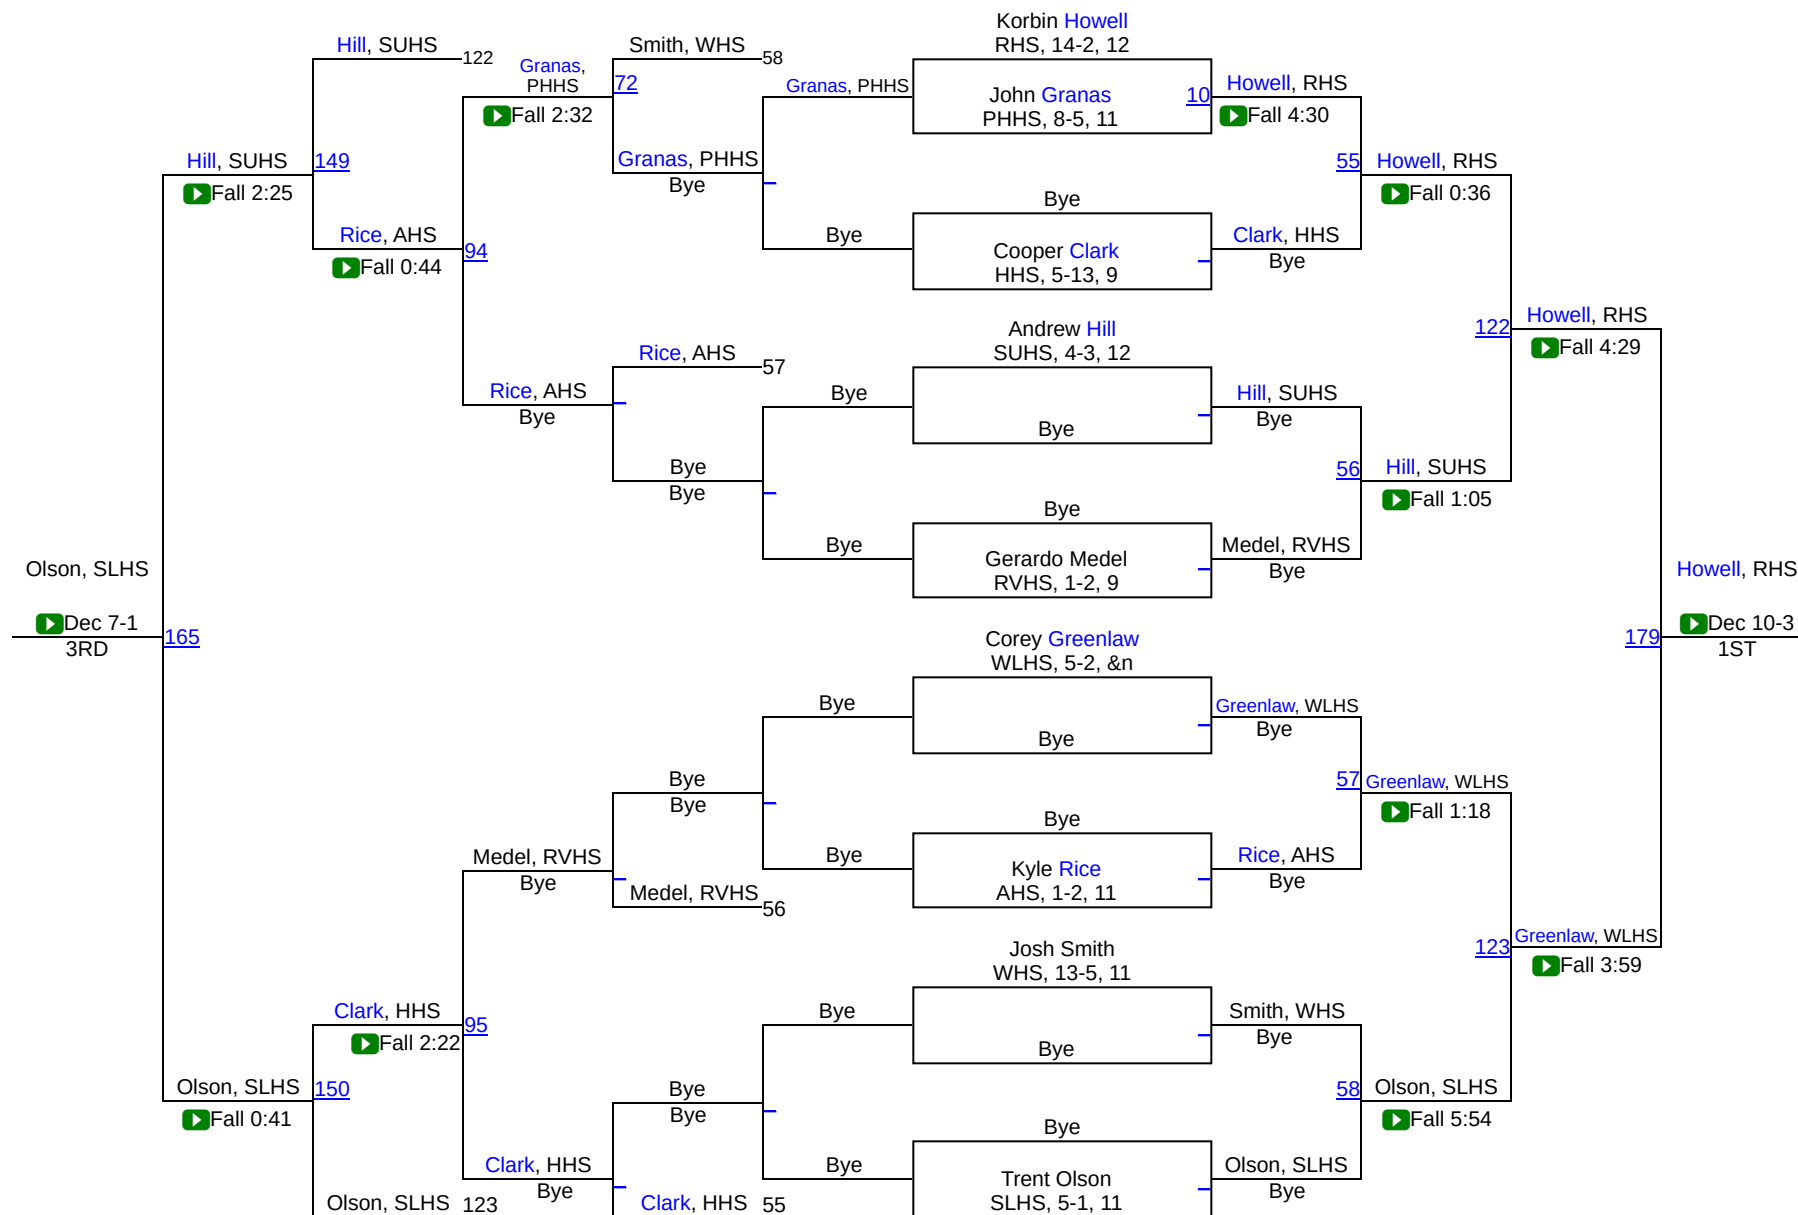 Korbin Howell
RHS, 14-2, 12
Hill, SUHS
122
Granas,
PHHS
72
Fall 2:32
Smith, WHS
58
Granas, PHHS
John Granas
PHHS, 8-5, 11
10
Howell, RHS
Fall 4:30
Hill, SUHS
149
Fall 2:25
Granas, PHHS
Bye
55
Howell, RHS
Fall 0:36
Bye
Rice, AHS
Fall 0:44
94
Bye
Cooper Clark
HHS, 5-13, 9
Clark, HHS
Bye
Andrew Hill
SUHS, 4-3, 12
122
Howell, RHS
Fall 4:29
Rice, AHS
57
Rice, AHS
Bye
Bye
Bye
Hill, SUHS
Bye
Bye
Bye
56
Hill, SUHS
Fall 1:05
Bye
Bye
Gerardo Medel
RVHS, 1-2, 9
Medel, RVHS
Bye
Olson, SLHS
Dec 7-1
3RD
165
Howell, RHS
179
Dec 10-3
1ST
Corey Greenlaw
WLHS, 5-2, &n
Bye
Bye
Greenlaw, WLHS
Bye
Bye
Bye
57
Greenlaw, WLHS
Fall 1:18
Bye
Medel, RVHS
Bye
Bye
Kyle Rice
AHS, 1-2, 11
Rice, AHS
Bye
Medel, RVHS
56
123
Greenlaw, WLHS
Fall 3:59
Josh Smith
WHS, 13-5, 11
Clark, HHS
Fall 2:22
95
Bye
Bye
Smith, WHS
Bye
Olson, SLHS
Fall 0:41
150
Bye
Bye
58
Olson, SLHS
Fall 5:54
Bye
Clark, HHS
Bye
Bye
Trent Olson
SLHS, 5-1, 11
Olson, SLHS
Bye
Olson, SLHS
123
Clark, HHS
55